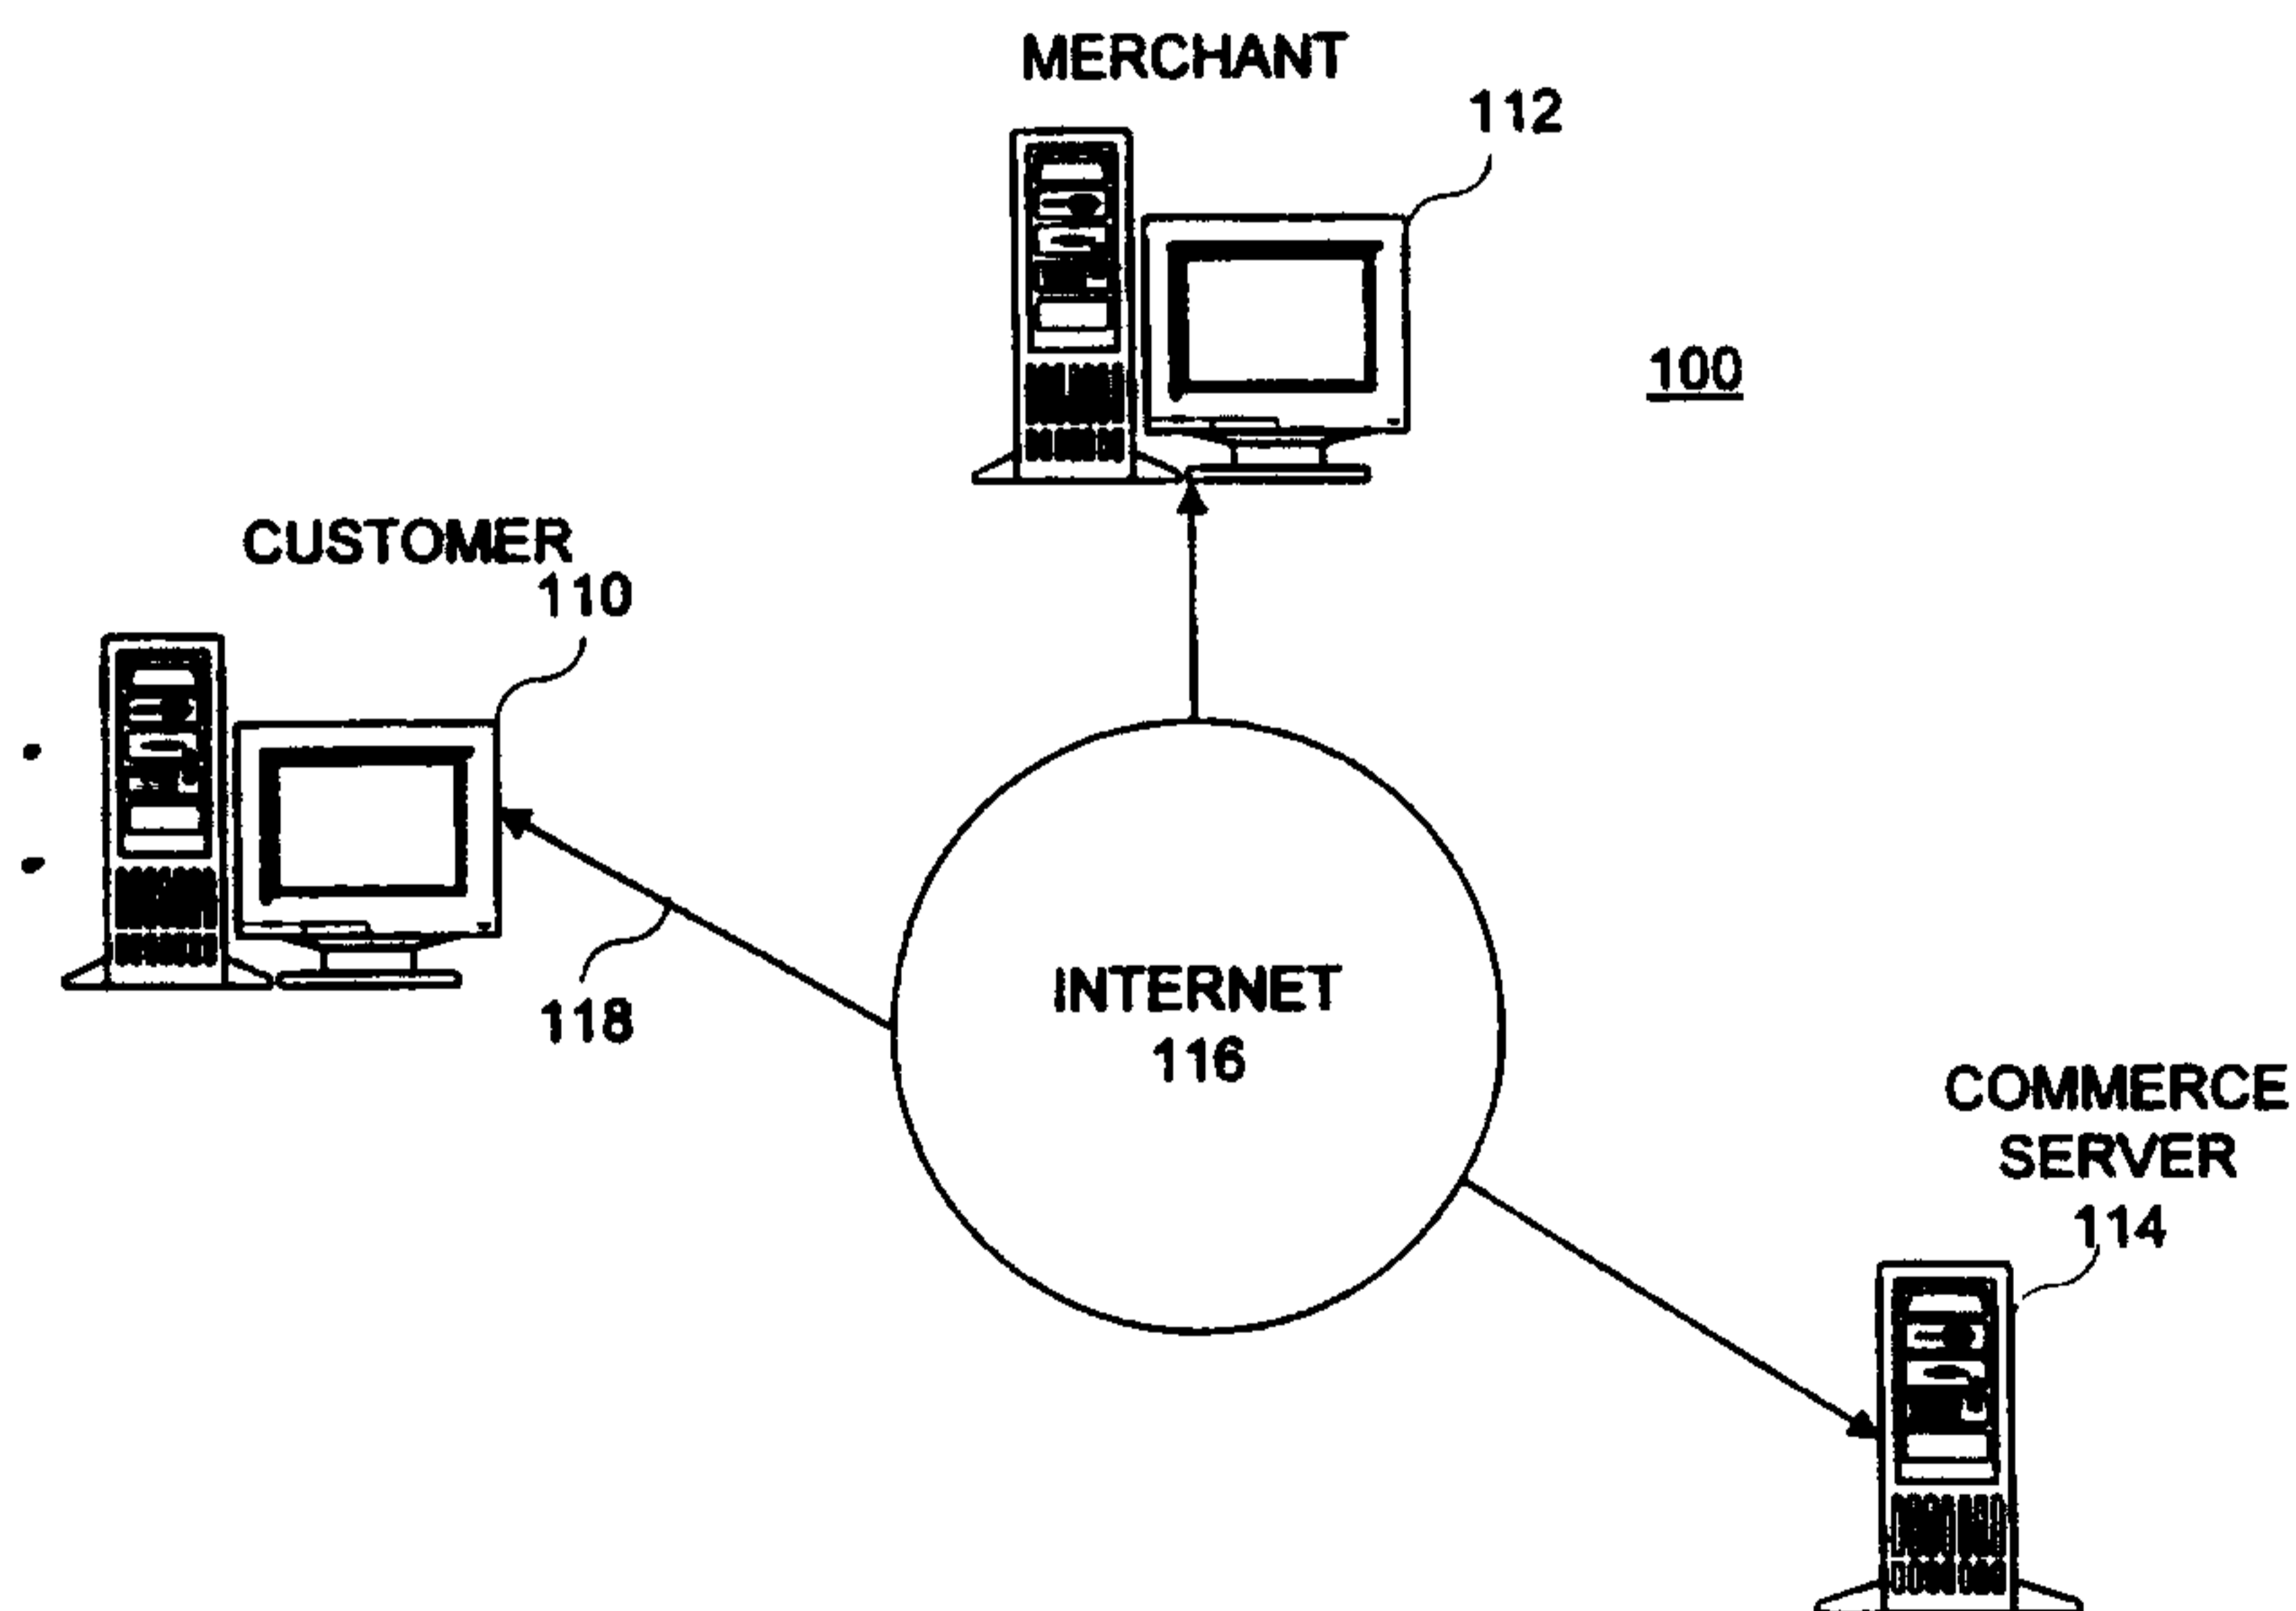 MERCHANT
112
100
CUSTOMER
110
118
INTERNET
116
COMMERCE
SERVER
114